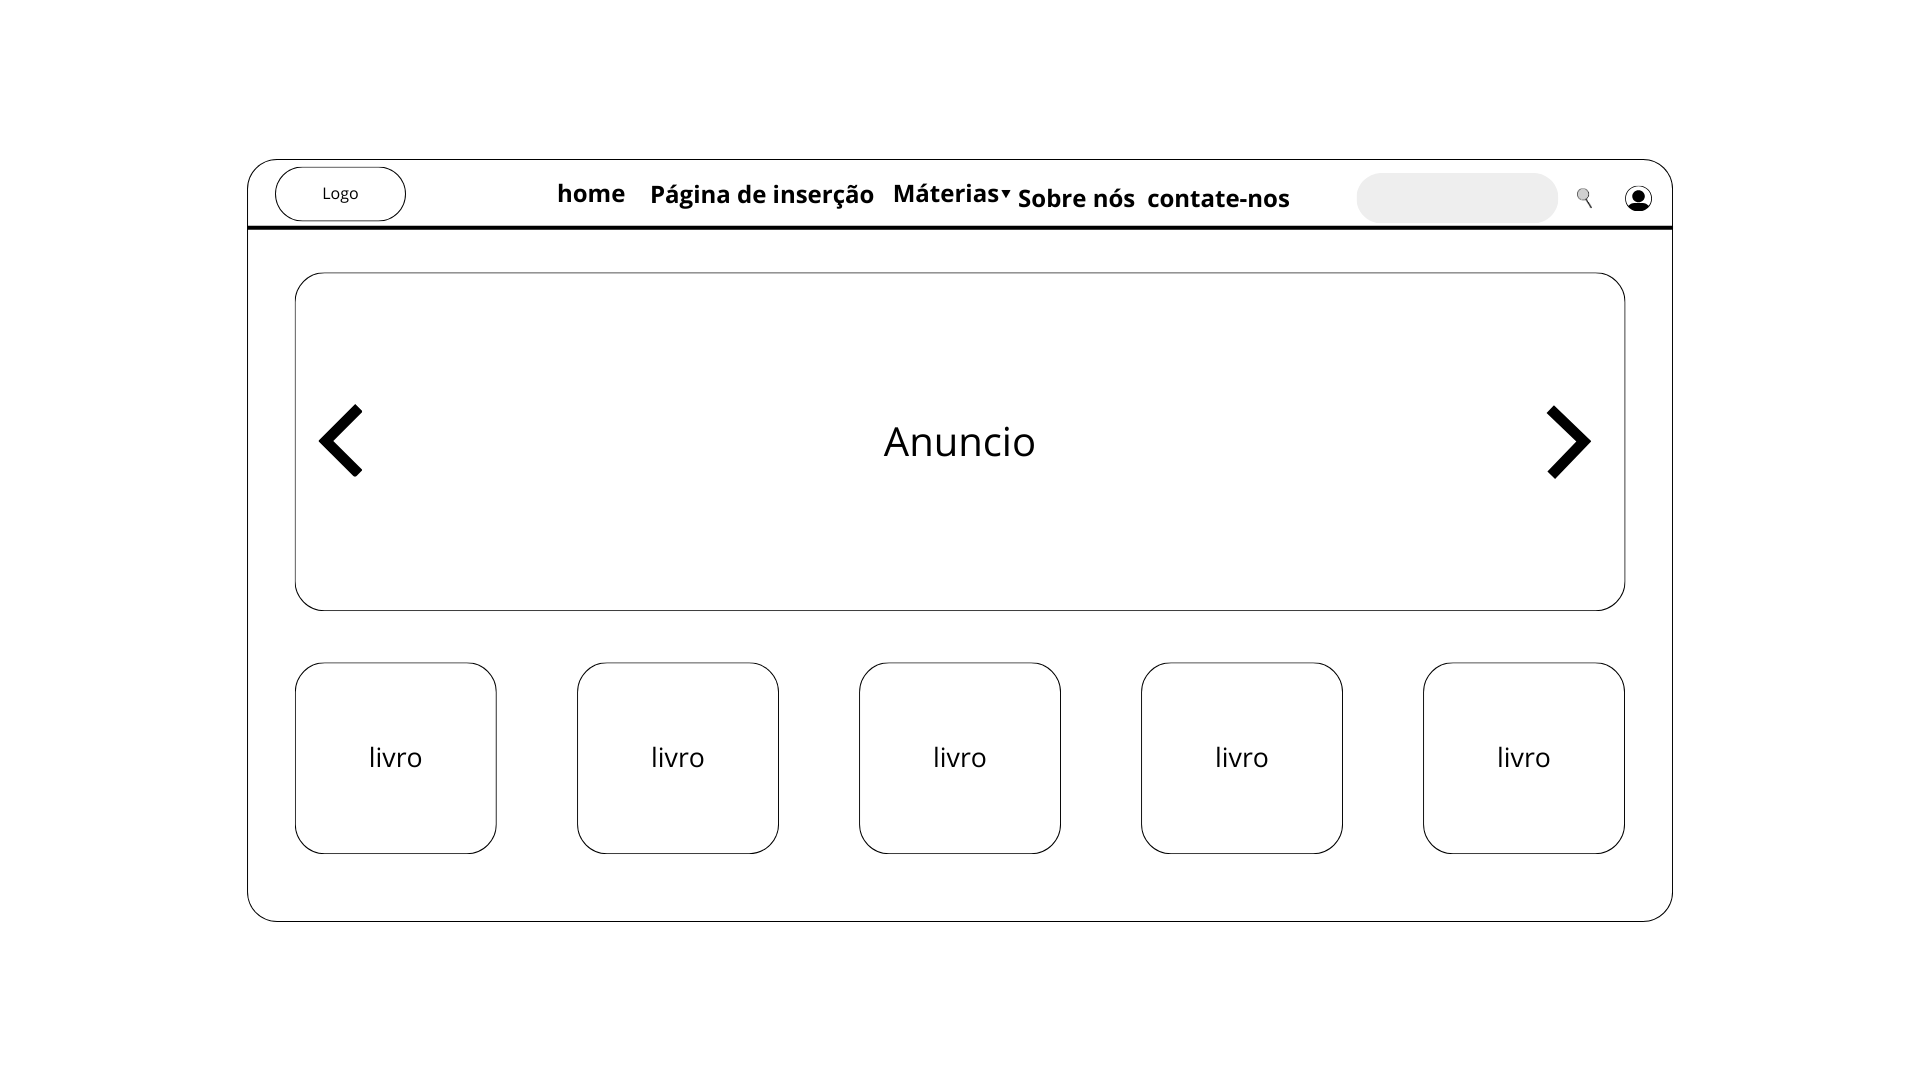 Logo
home Página de inserção Máterias Sobre nós contate-nos
Anuncio
livro livro livro livro livro